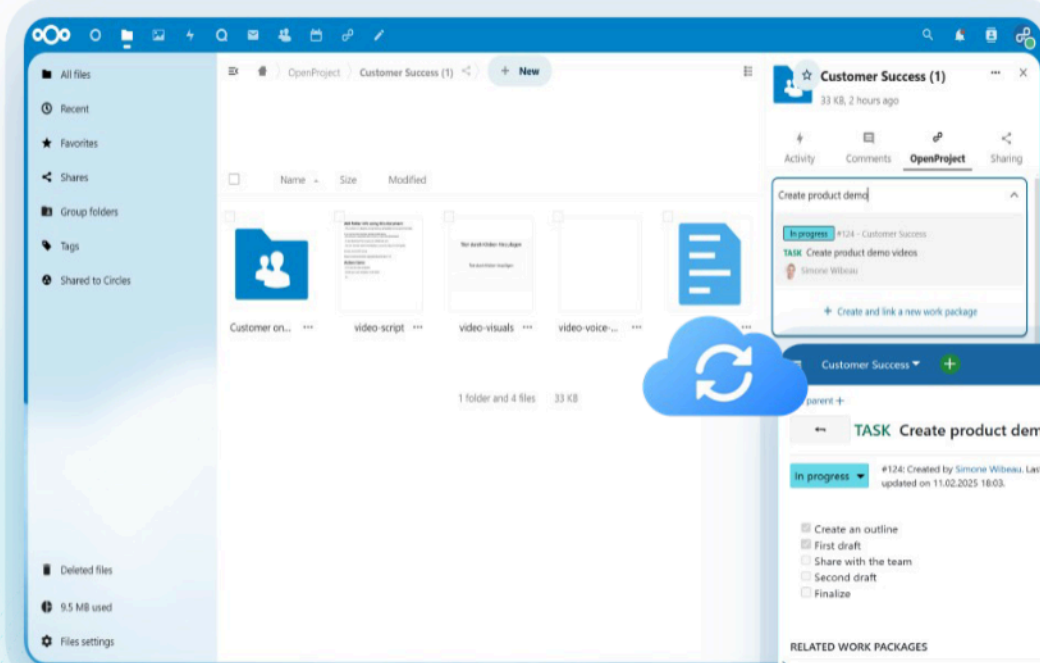 All files
Recent
Favorites
Shares
Group folders
Tags
Shared to Circles
Deleted files
9.5 MB used
Files settings
OpenProject Customer Success (1) + New
Name Size Modified
Customer on... ...
video-script ...
video-visuals ...
video-voice-... ...
...
1 folder and 4 files 33 KB
Customer Success (1)
33 KB, 2 hours ago
Activity Comments OpenProject Sharing
Create product demo
In progress #124 - Customer Success
TASK Create product demo videos
Simone Wibeau
+ Create and link a new work package
Customer Success
parent +
TASK Create product dem
In progress
#124: Created by Simone Wibeau. Last
updated on 11.02.2025 18:03.
Create an outline
First draft
Share with the team
Second draft
Finalize
RELATED WORK PACKAGES